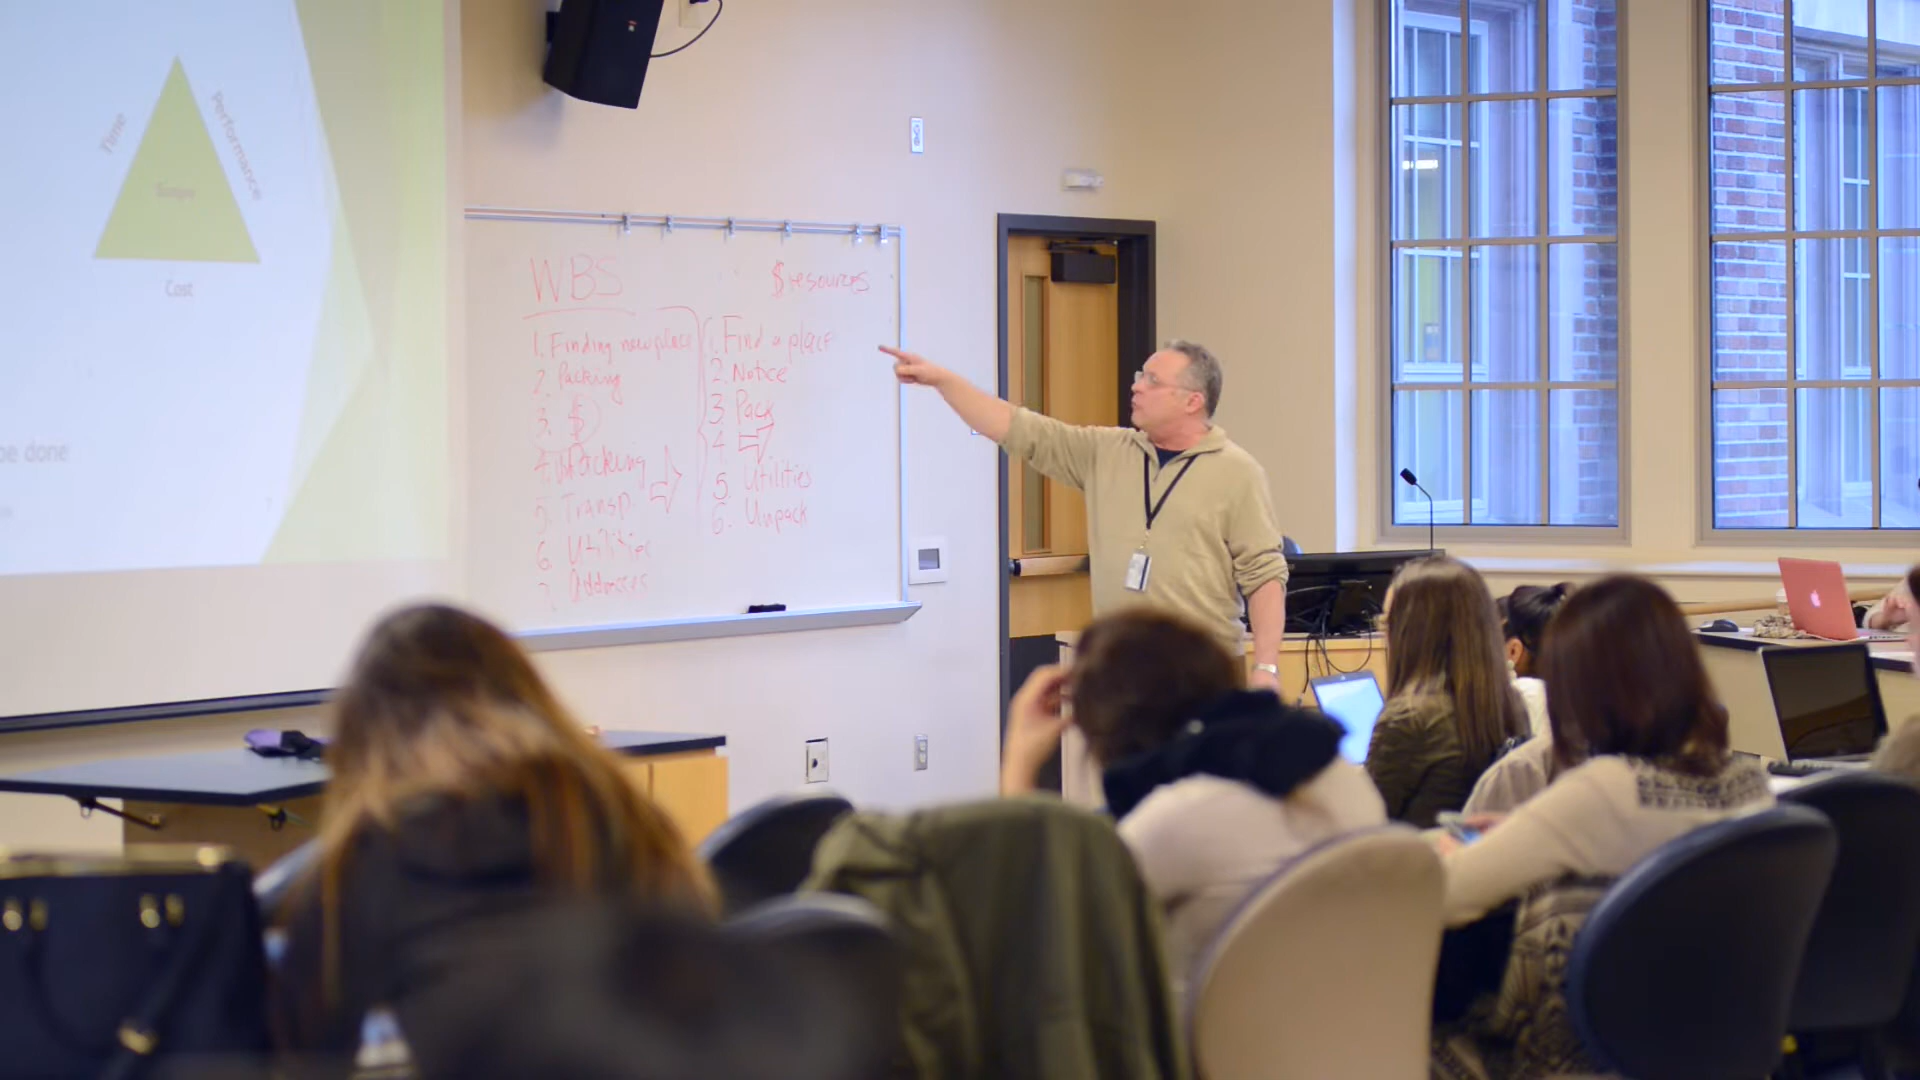 Time
Performance
Scope
Cost
be done
WBS
1. Finding new place
2. Packing
3. $
4. unPacking
5. Transp.
6. Utilities
7. Addresses
$ resources
1. Find a place
2. Notice
3 Pack
4.
5. Utilities
6. Unpack